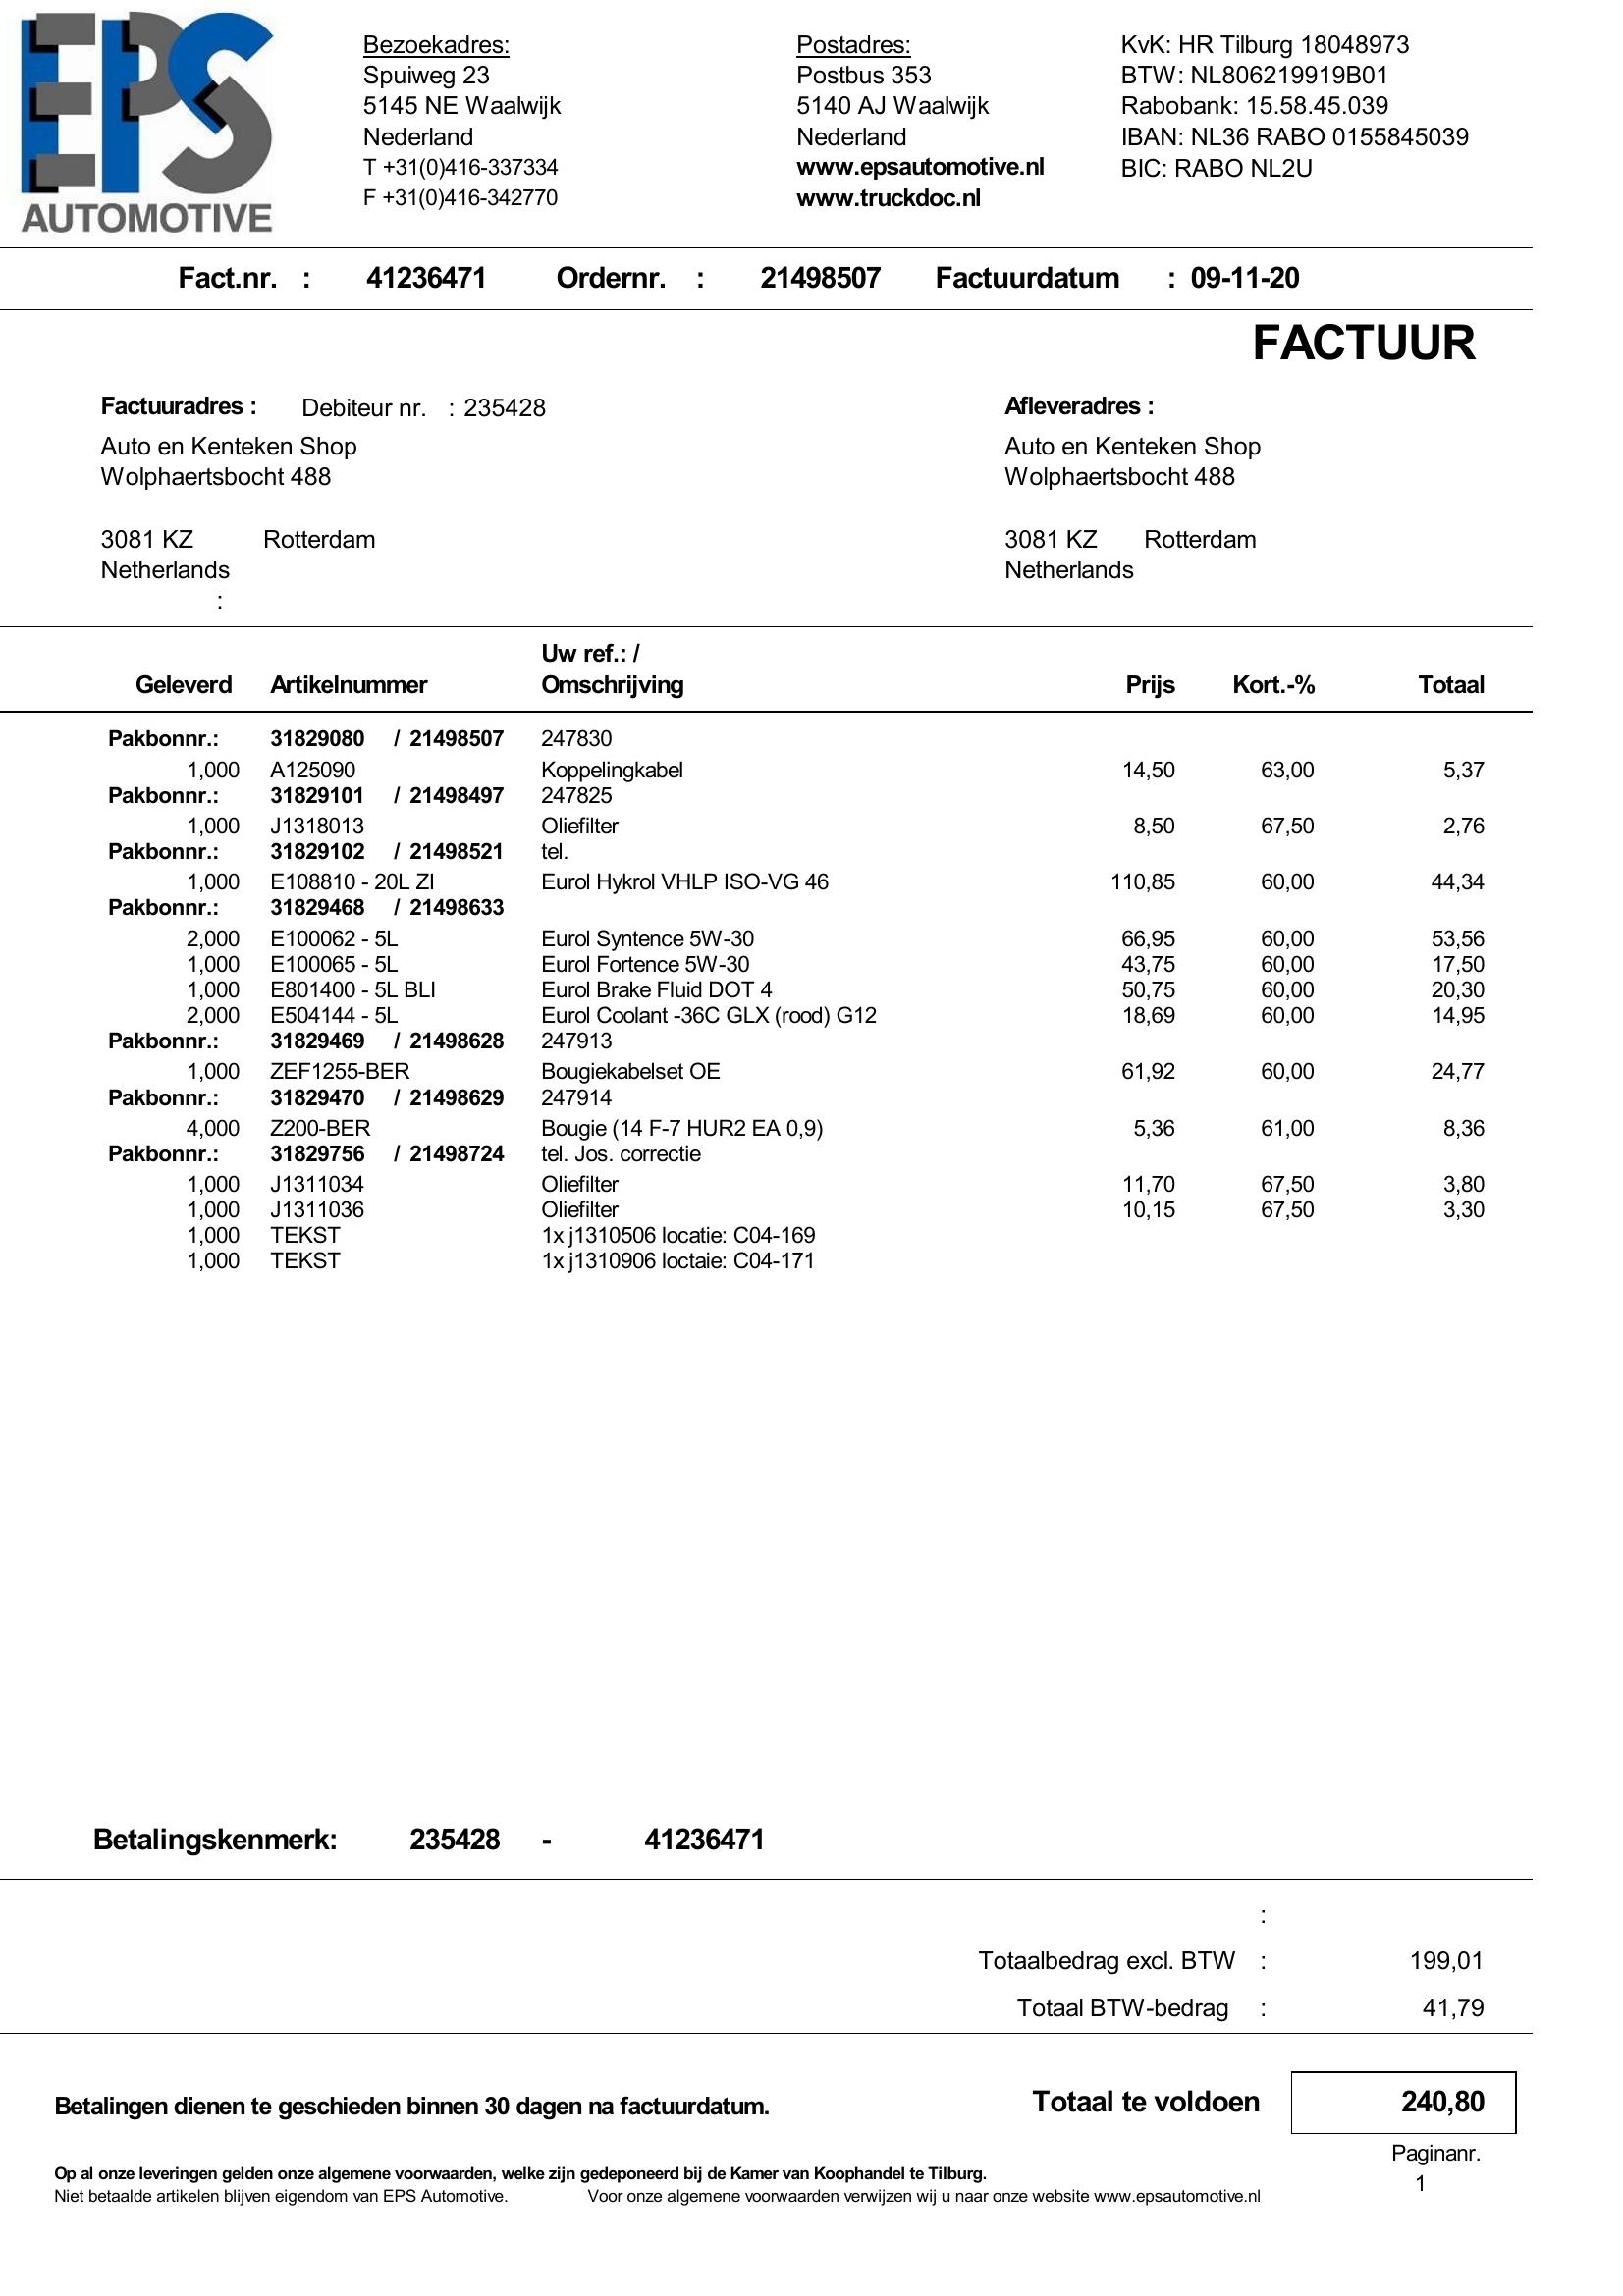 EPS
AUTOMOTIVE
Bezoekadres:
Spuiweg 23
5145 NE Waalwijk
Nederland
T +31(0)416-337334
F +31(0)416-342770
Postadres:
Postbus 353
5140 AJ Waalwijk
Nederland
www.epsautomotive.nl
www.truckdoc.nl
KvK: HR Tilburg 18048973
BTW: NL806219919B01
Rabobank: 15.58.45.039
IBAN: NL36 RABO 0155845039
BIC: RABO NL2U
Fact.nr. : 41236471 Ordernr. : 21498507 Factuurdatum : 09-11-20
FACTUUR
Factuuradres : Debiteur nr. : 235428
Auto en Kenteken Shop
Wolphaertsbocht 488
3081 KZ Rotterdam
Netherlands
:
Afleveradres :
Auto en Kenteken Shop
Wolphaertsbocht 488
3081 KZ Rotterdam
Netherlands
Uw ref.: /
Geleverd Artikelnummer Omschrijving Prijs Kort.-% Totaal
Pakbonnr.: 31829080 / 21498507 247830
1,000 A125090 Koppelingkabel 14,50 63,00 5,37
Pakbonnr.: 31829101 / 21498497 247825
1,000 J1318013 Oliefilter 8,50 67,50 2,76
Pakbonnr.: 31829102 / 21498521 tel.
1,000 E108810 - 20L ZI Eurol Hykrol VHLP ISO-VG 46 110,85 60,00 44,34
Pakbonnr.: 31829468 / 21498633
2,000 E100062 - 5L Eurol Syntence 5W-30 66,95 60,00 53,56
1,000 E100065 - 5L Eurol Fortence 5W-30 43,75 60,00 17,50
1,000 E801400 - 5L BLI Eurol Brake Fluid DOT 4 50,75 60,00 20,30
2,000 E504144 - 5L Eurol Coolant -36C GLX (rood) G12 18,69 60,00 14,95
Pakbonnr.: 31829469 / 21498628 247913
1,000 ZEF1255-BER Bougiekabelset OE 61,92 60,00 24,77
Pakbonnr.: 31829470 / 21498629 247914
4,000 Z200-BER Bougie (14 F-7 HUR2 EA 0,9) 5,36 61,00 8,36
Pakbonnr.: 31829756 / 21498724 tel. Jos. correctie
1,000 J1311034 Oliefilter 11,70 67,50 3,80
1,000 J1311036 Oliefilter 10,15 67,50 3,30
1,000 TEKST 1x j1310506 locatie: C04-169
1,000 TEKST 1x j1310906 loctaie: C04-171
Betalingskenmerk: 235428 - 41236471
:
Totaalbedrag excl. BTW : 199,01
Totaal BTW-bedrag : 41,79
Betalingen dienen te geschieden binnen 30 dagen na factuurdatum.
Totaal te voldoen 240,80
Paginanr.
1
Op al onze leveringen gelden onze algemene voorwaarden, welke zijn gedeponeerd bij de Kamer van Koophandel te Tilburg.
Niet betaalde artikelen blijven eigendom van EPS Automotive. Voor onze algemene voorwaarden verwijzen wij u naar onze website www.epsautomotive.nl